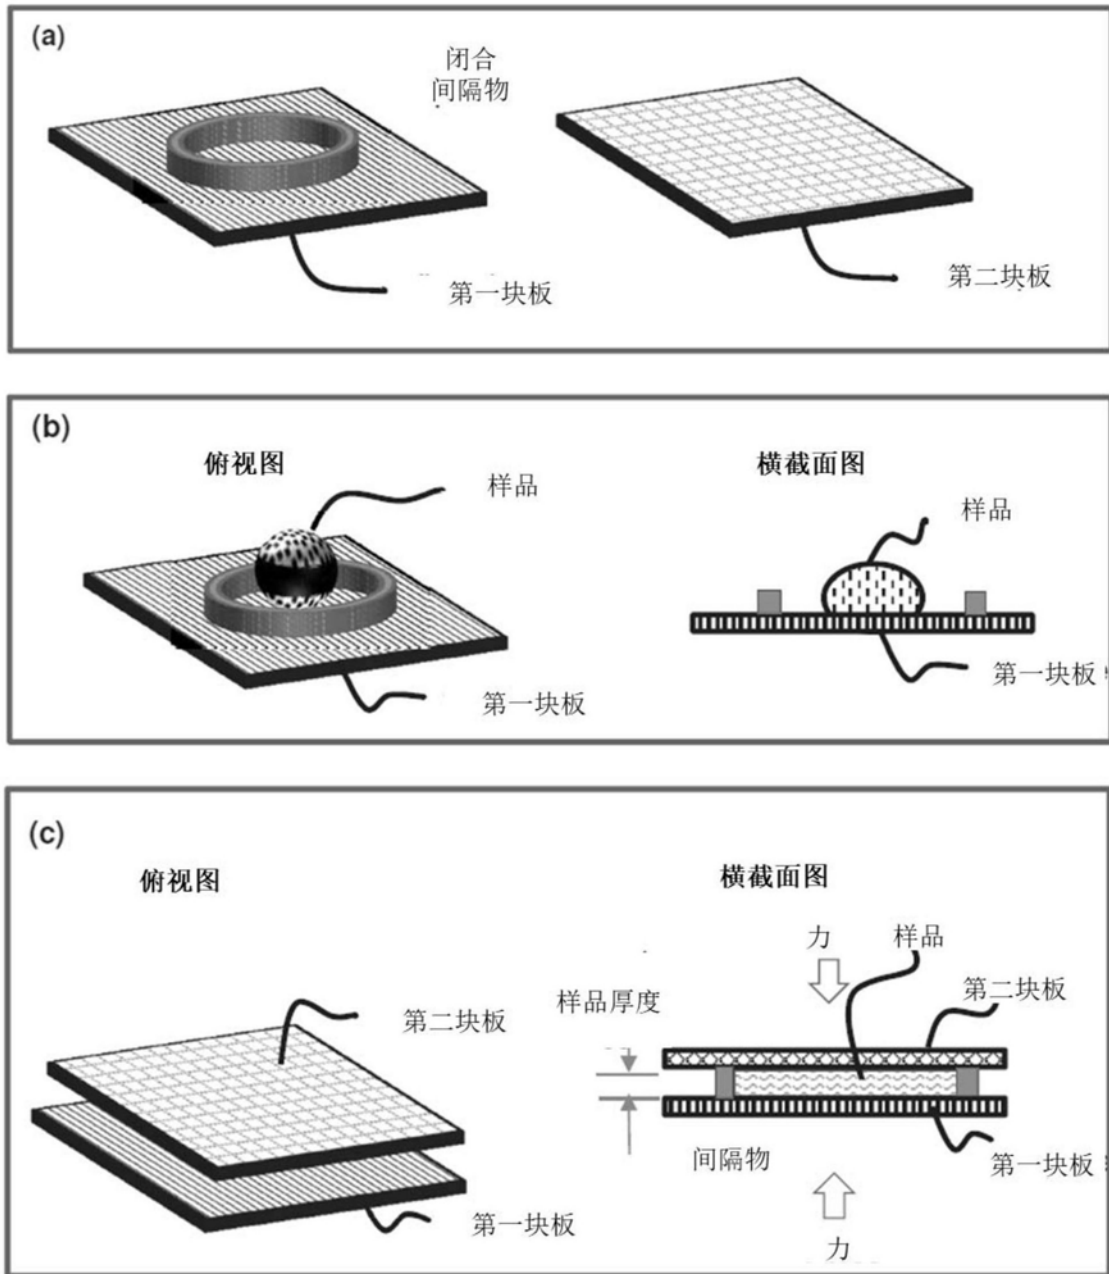 (a)
闭合
间隔物
第一块板
第二块板
(b)
俯视图
横截面图
样品
样品
第一块板
第一块板
(c)
俯视图
横截面图
力
样品
样品厚度
第二块板
第二块板
间隔物
第一块板
第一块板
力